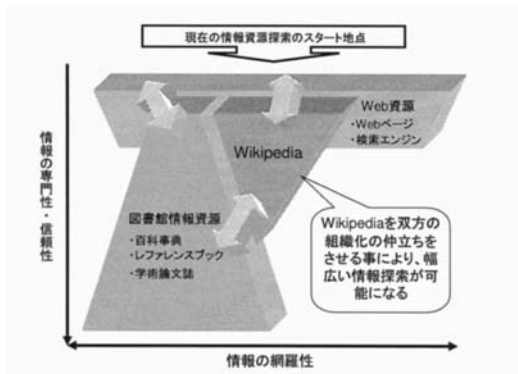 現在の情報資源探索のスタート地点
Web資源
・Webページ
・検索エンジン
Wikipedia
情報の専門性・信頼性
図書館情報資源
・百科事典
・レファレンスブック
・学術論文誌
Wikipediaを双方の
組織化の仲立ちを
させる事により、幅
広い情報探索が可
能になる
情報の網羅性